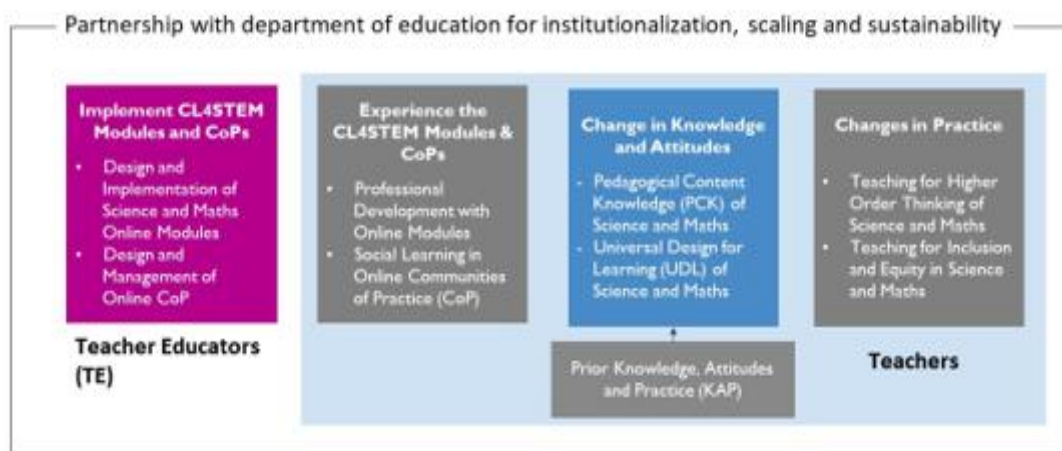 Partnership with department of education for institutionalization, scaling and sustainability
Implement CL4STEM
Modules and CoPs
• Design and
Implementation of
Science and Maths
Online Modules
• Design and
Management of
Online CoP
Teacher Educators
(TE)
Experience the
CL4STEM Modules &
CoPs
• Professional
Development with
Online Modules
• Social Learning in
Online Communities
of Practice (CoP)
Change in Knowledge
and Attitudes
- Pedagogical Content
Knowledge (PCK) of
Science and Maths
- Universal Design for
Learning (UDL) of
Science and Maths
Prior Knowledge, Attitudes
and Practice (KAP)
Changes in Practice
• Teaching for Higher
Order Thinking of
Science and Maths
• Teaching for Inclusion
and Equity in Science
and Maths
Teachers